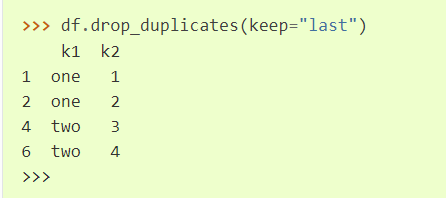 >>> df.drop_duplicates(keep="last")
    k1  k2
1  one   1
2  one   2
4  two   3
6  two   4
>>>